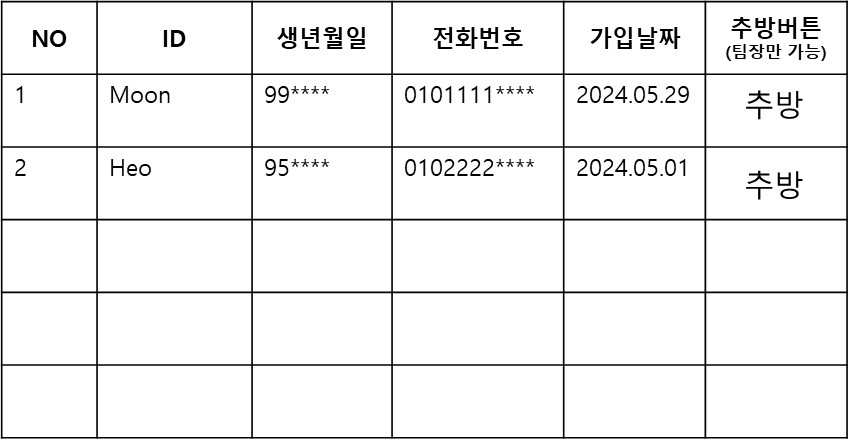 NO ID 생년월일 전화번호 가입날짜 추방버튼
(팀장만 가능)
1 Moon 99**** 0101111**** 2024.05.29 추방
2 Heo 95**** 0102222**** 2024.05.01 추방